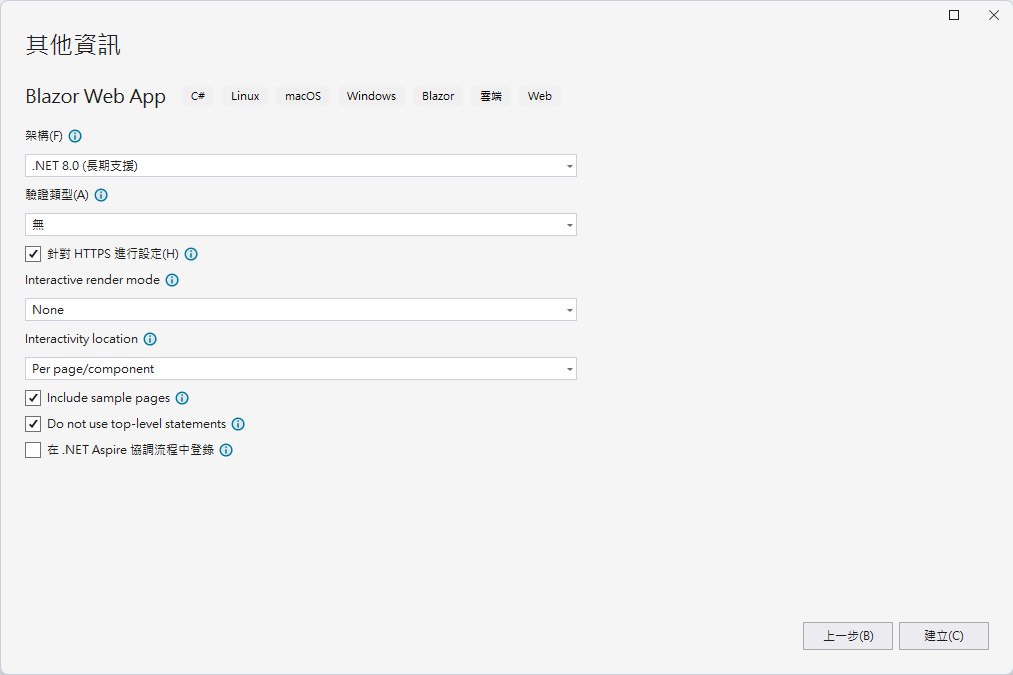 其他資訊
Blazor Web App C# Linux macOS Windows Blazor 雲端 Web
架構(F)
.NET 8.0 (長期支援)
驗證類型(A)
無
針對 HTTPS 進行設定(H)
Interactive render mode
None
Interactivity location
Per page/component
Include sample pages
Do not use top-level statements
在 .NET Aspire 協調流程中登錄
上一步(B) 建立(C)